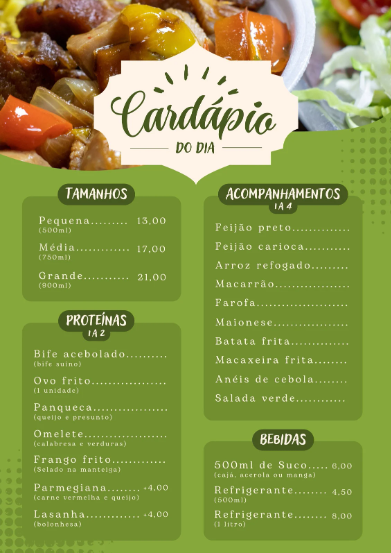 Cardápio
DO DIA
TAMANHOS
Pequena......... 13,00
(500ml)
Média............. 17,00
(750ml)
Grande........... 21,00
(900ml)
PROTEÍNAS
1 A 2
Bife acebolado..........
(bife suíno)
Ovo frito..................
(1 unidade)
Panqueca..................
(queijo e presunto)
Omelete....................
(calabresa e verduras)
Frango frito.............
(Selado na manteiga)
Parmegiana....... +4,00
(carne vermelha e queijo)
Lasanha............. +4,00
(bolonhesa)
ACOMPANHAMENTOS
1 A 4
Feijão preto.............
Feijão carioca...........
Arroz refogado.........
Macarrão..................
Farofa......................
Maionese..................
Batata frita..............
Macaxeira frita........
Anéis de cebola........
Salada verde............
BEBIDAS
500ml de Suco..... 6,00
(cajá, acerola ou manga)
Refrigerante........ 4,50
(600ml)
Refrigerante........ 8,00
(1 litro)